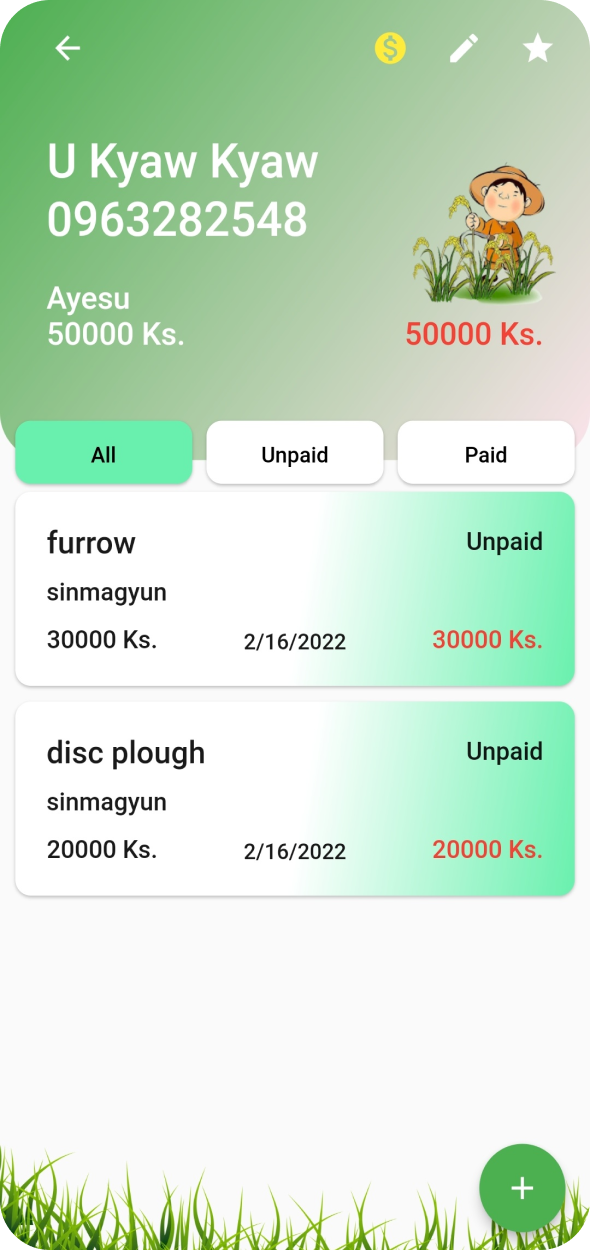 $
U Kyaw Kyaw
0963282548
Ayesu
50000 Ks.
50000 Ks.
All
Unpaid
Paid
furrow
Unpaid
sinmagyun
30000 Ks.
2/16/2022
30000 Ks.
disc plough
Unpaid
sinmagyun
20000 Ks.
2/16/2022
20000 Ks.
+